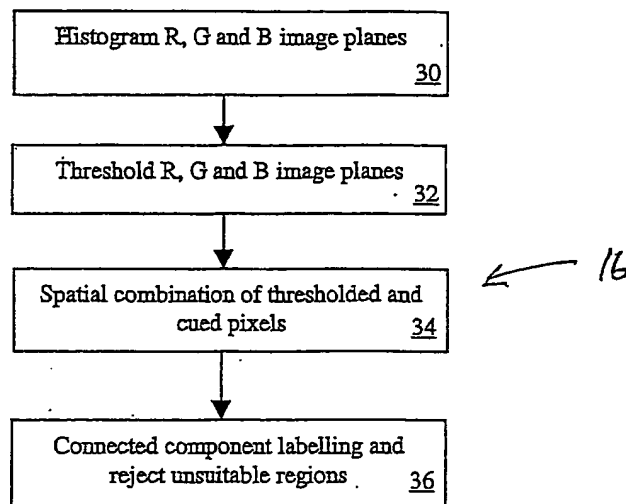 Histogram R, G and B image planes
30
Threshold R, G and B image planes
32
Spatial combination of thresholded and
cued pixels
34
16
Connected component labelling and
reject unsuitable regions
36